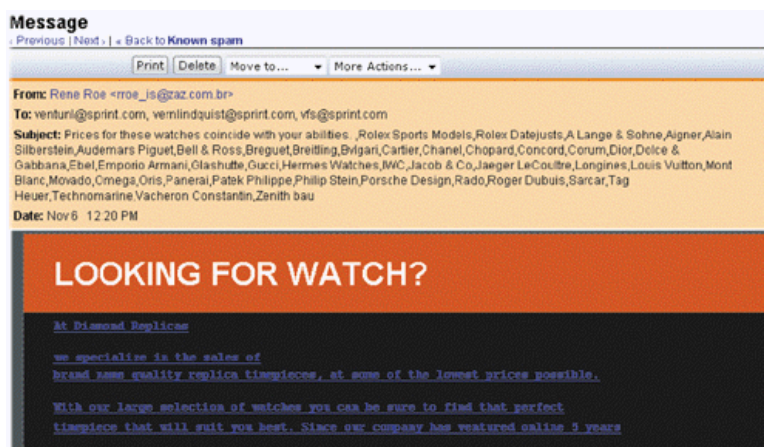 Message
‹ Previous | Next › | « Back to Known spam
Print Delete Move to... More Actions...
From: Rene Roe <rroe_is@zaz.com.br>
To: venturi@sprint.com, vernlindquist@sprint.com, vfs@sprint.com
Subject: Prices for these watches coincide with your abilities. ,Rolex Sports Models,Rolex Datejusts,A Lange & Sohne,Aigner,Alain
Silberstein,Audemars Piguet,Bell & Ross,Breguet,Breitling,Bvlgari,Cartier,Chanel,Chopard,Concord,Corum,Dior,Dolce &
Gabbana,Ebel,Emporio Armani,Glashutte,Gucci,Hermes Watches,IWC,Jacob & Co,Jaeger LeCoultre,Longines,Louis Vuitton,Mont
Blanc,Movado,Omega,Oris,Panerai,Patek Philippe,Philip Stein,Porsche Design,Rado,Roger Dubuis,Sarcar,Tag
Heuer,Technomarine,Vacheron Constantin,Zenith bau
Date: Nov 6 12:20 PM
LOOKING FOR WATCH?
At Diamond Replicas
we specialize in the sales of
brand name quality replica timepieces, at some of the lowest prices possible.
With our large selection of watches you can be sure to find that perfect
timepiece that will suit you best. Since our company has ventured online 5 years